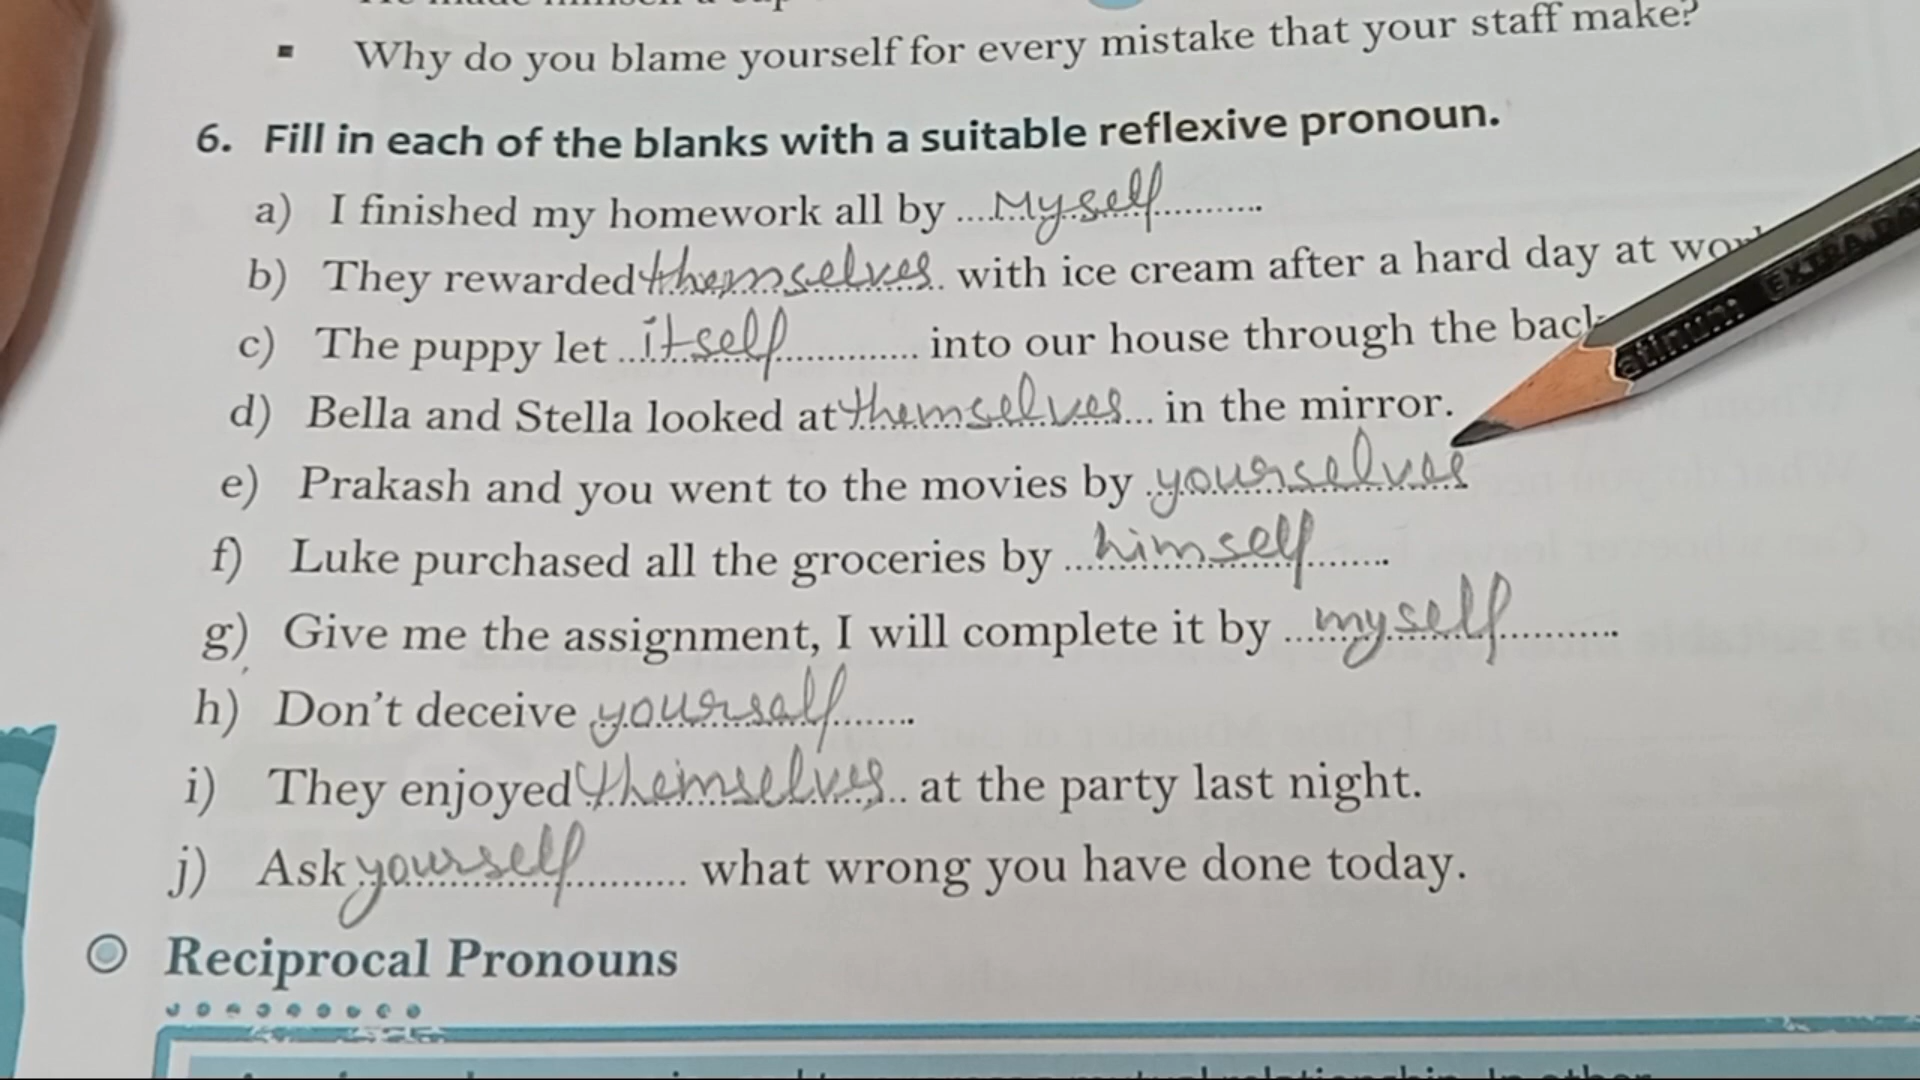 Why do you blame yourself for every mistake that your staff make?
6. Fill in each of the blanks with a suitable reflexive pronoun.
a) I finished my homework all by ....Myself..........
b) They rewarded themselves. with ice cream after a hard day at
c) The puppy let ..itself............ into our house through the back
d) Bella and Stella looked at themselves... in the mirror.
e) Prakash and you went to the movies by .yourselves
f) Luke purchased all the groceries by ..himself........
g) Give me the assignment, I will complete it by ...myself...........
h) Don't deceive yourself.......
i) They enjoyed themselves.. at the party last night.
j) Ask yourself.......... what wrong you have done today.
Reciprocal Pronouns